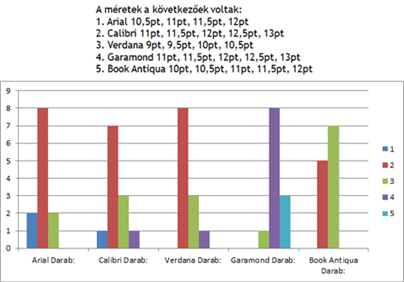 A méretek a következőek voltak:
1. Arial 10,5pt, 11pt, 11,5pt, 12pt
2. Calibri 11pt, 11,5pt, 12pt, 12,5pt, 13pt
3. Verdana 9pt, 9,5pt, 10pt, 10,5pt
4. Garamond 11pt, 11,5pt, 12pt, 12,5pt, 13pt
5. Book Antiqua 10pt, 10,5pt, 11pt, 11,5pt, 12pt
9
8
7
6
5
4
3
2
1
0
1
2
3
4
5
Arial Darab:
Calibri Darab:
Verdana Darab:
Garamond Darab:
Book Antiqua
Darab: